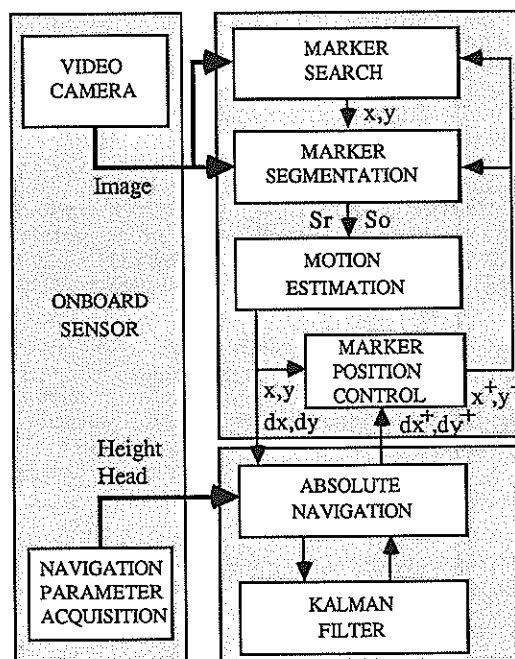 VIDEO
CAMERA
Image
ONBOARD
SENSOR
Height
Head
NAVIGATION
PARAMETER
ACQUISITION
MARKER
SEARCH
x,y
MARKER
SEGMENTATION
Sr So
MOTION
ESTIMATION
MARKER
POSITION
CONTROL
x,y
dx,dy
x⁺,y⁺
dx⁺,dy⁺
ABSOLUTE
NAVIGATION
KALMAN
FILTER